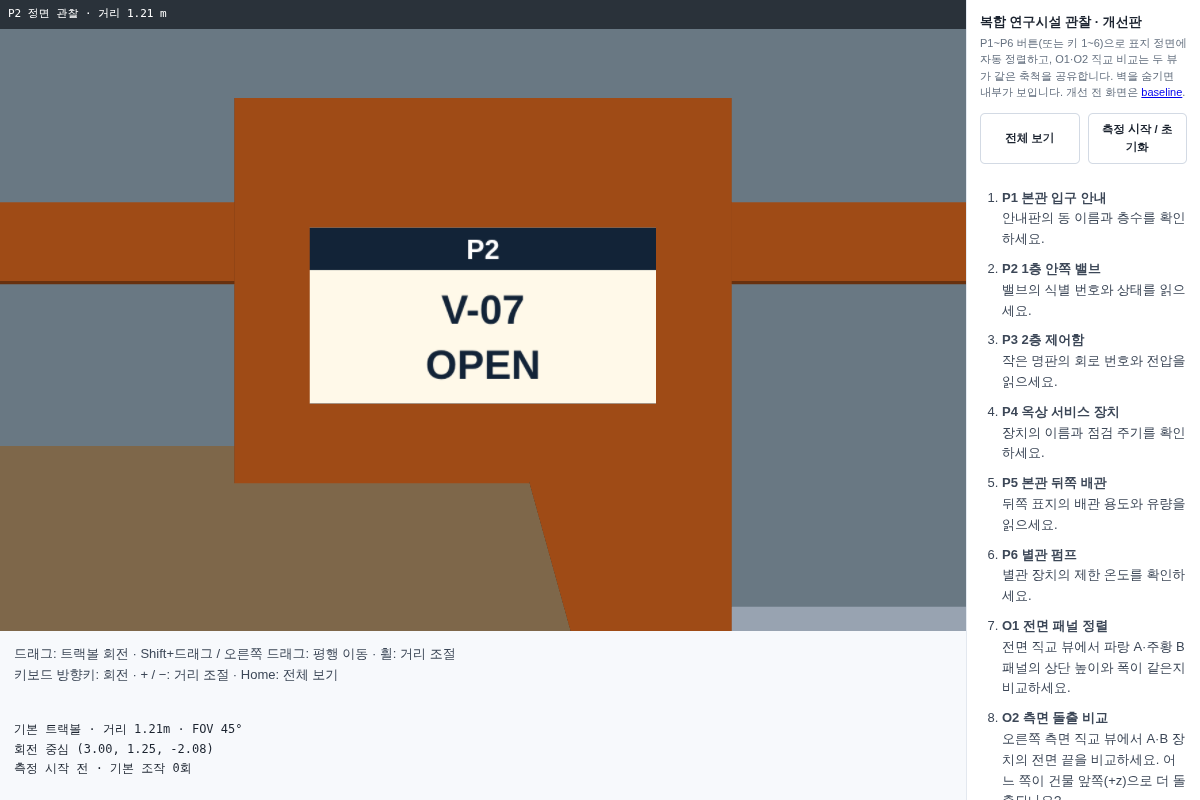 P2 정면 관찰 · 거리 1.21 m
P2
V-07
OPEN
드래그: 트랙볼 회전 · Shift+드래그 / 오른쪽 드래그: 평행 이동 · 휠: 거리 조절
키보드 방향키: 회전 · + / −: 거리 조절 · Home: 전체 보기
기본 트랙볼 · 거리 1.21m · FOV 45°
회전 중심 (3.00, 1.25, -2.08)
측정 시작 전 · 기본 조작 0회
복합 연구시설 관찰 · 개선판
P1~P6 버튼(또는 키 1~6)으로 표지 정면에
자동 정렬하고, O1·O2 직교 비교는 두 뷰
가 같은 축척을 공유합니다. 벽을 숨기면
내부가 보입니다. 개선 전 화면은 baseline.
전체 보기
측정 시작 / 초
기화
1. P1 본관 입구 안내
안내판의 동 이름과 층수를 확인
하세요.
2. P2 1층 안쪽 밸브
밸브의 식별 번호와 상태를 읽으
세요.
3. P3 2층 제어함
작은 명판의 회로 번호와 전압을
읽으세요.
4. P4 옥상 서비스 장치
장치의 이름과 점검 주기를 확인
하세요.
5. P5 본관 뒤쪽 배관
뒤쪽 표지의 배관 용도와 유량을
읽으세요.
6. P6 별관 펌프
별관 장치의 제한 온도를 확인하
세요.
7. O1 전면 패널 정렬
전면 직교 뷰에서 파랑 A·주황 B
패널의 상단 높이와 폭이 같은지
비교하세요.
8. O2 측면 돌출 비교
오른쪽 측면 직교 뷰에서 A·B 장
치의 전면 끝을 비교하세요. 어
느 쪽이 건물 앞쪽(+z)으로 더 돌
출되나요?